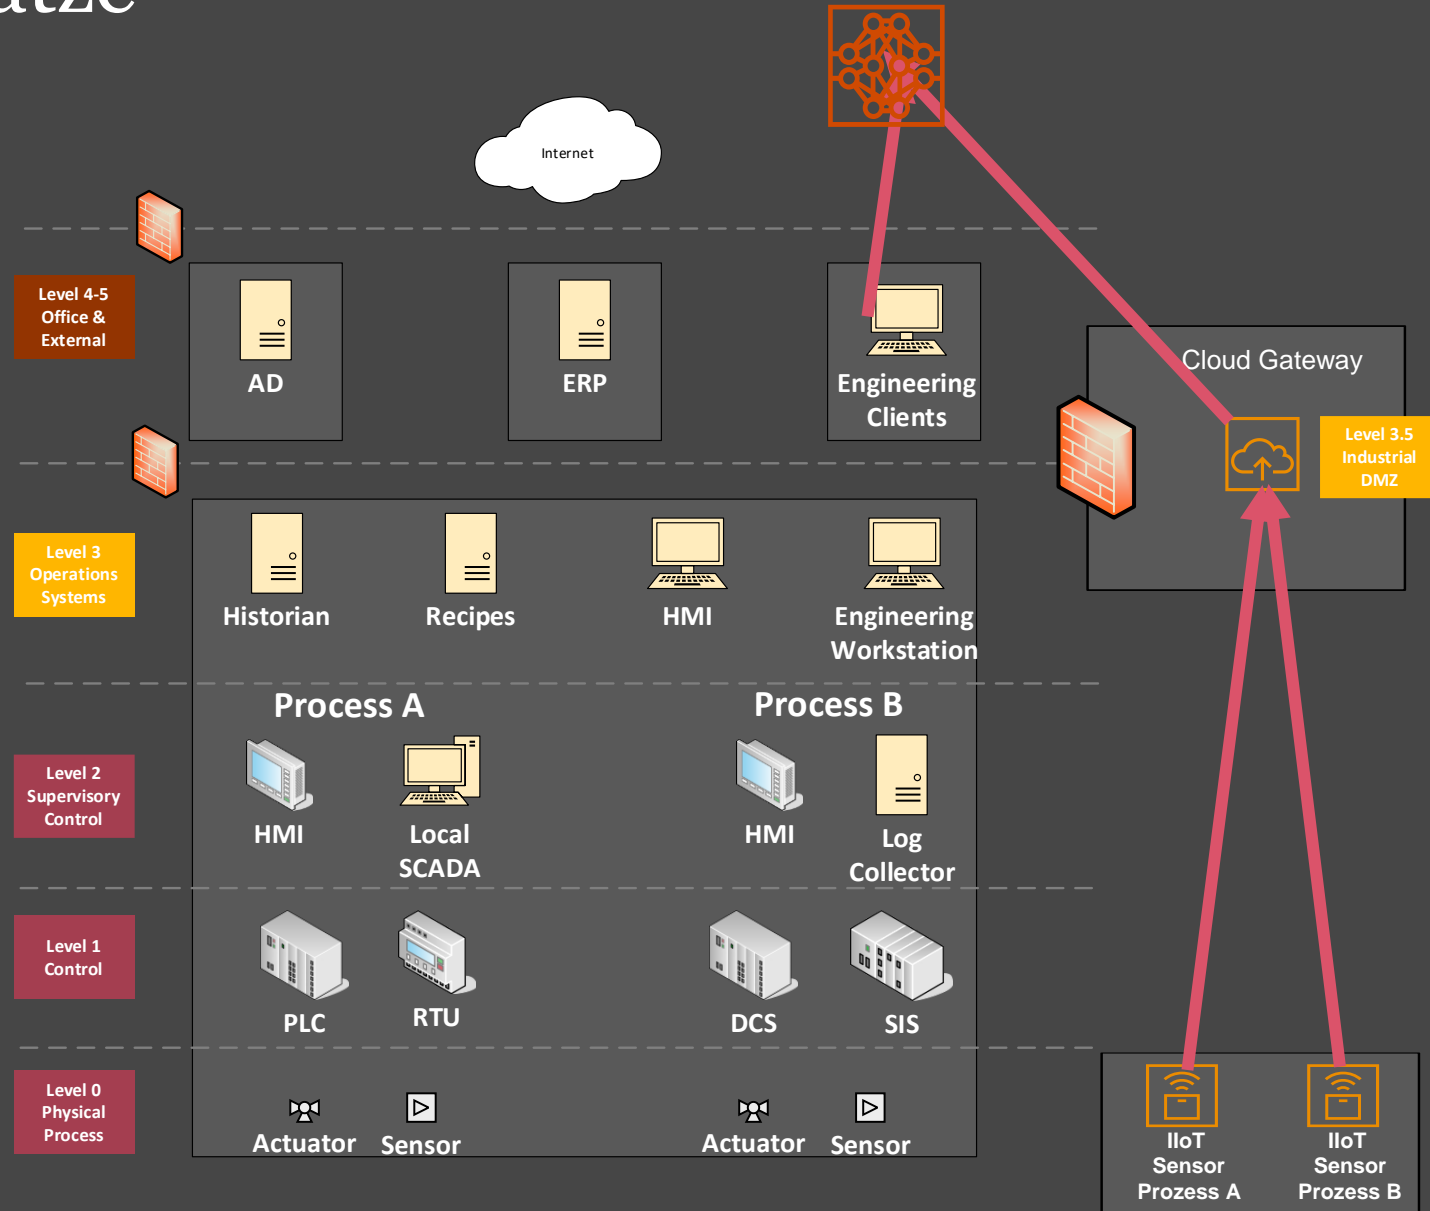 Internet
Level 4-5
Office &
External
AD
ERP
Engineering
Clients
Cloud Gateway
Level 3.5
Industrial
DMZ
Level 3
Operations
Systems
Historian
Recipes
HMI
Engineering
Workstation
Process A
Process B
Level 2
Supervisory
Control
HMI
Local
SCADA
HMI
Log
Collector
Level 1
Control
PLC
RTU
DCS
SIS
Level 0
Physical
Process
Actuator
Sensor
Actuator
Sensor
IIoT
Sensor
Prozess A
IIoT
Sensor
Prozess B